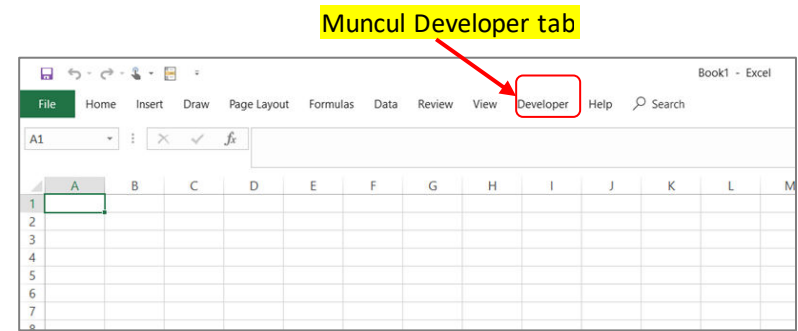 Muncul Developer tab
Book1 - Excel
File Home Insert Draw Page Layout Formulas Data Review View Developer Help Search
A1 fx
A B C D E F G H I J K L M
1
2
3
4
5
6
7
8